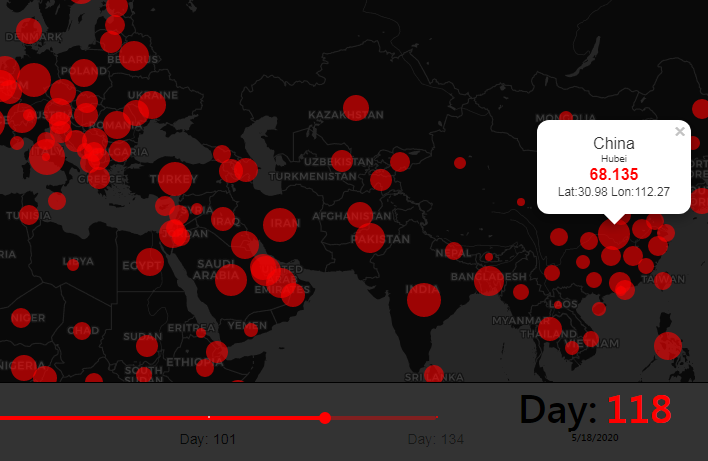 DENMARK
BELARUS
POLAND
UKRAINE
KAZAKHSTAN
MONGOLIA
ROMANIA
×
China
Hubei
68.135
Lat:30.98 Lon:112.27
UZBEKISTAN
TURKMENISTAN
TURKEY
GREECE
TUNISIA
SYRIA
IRAQ
IRAN
AFGHANISTAN
PAKISTAN
NEPAL
LIBYA
EGYPT
SAUDI
ARABIA
UNITED
EMIRATES
INDIA
BANGLADESH
TAIWAN
LAOS
MYANMAR
THAILAND
VIETNAM
NIGER
CHAD
SUDAN
ERITREA
YEMEN
NIGERIA
ETHIOPIA
SOUTH
SUDAN
SRI LANKA
Day: 118
5/18/2020
Day: 101
Day: 134